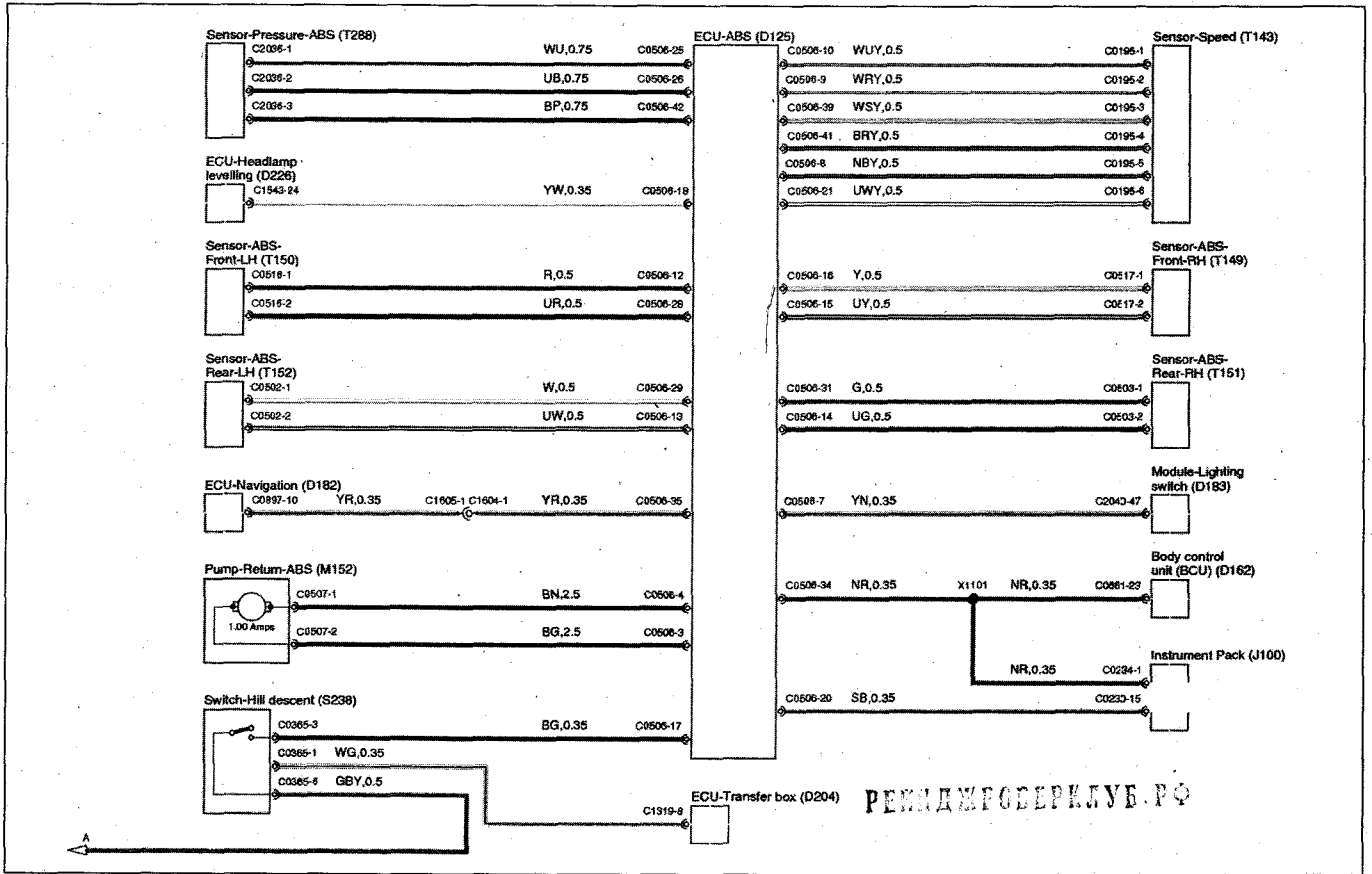 Sensor-Pressure-ABS (T288)
C2036-1 WU,0.75 C0506-25
C2036-2 UB,0.75 C0506-26
C2036-3 BP,0.75 C0506-42
ECU-Headlamp
levelling (D226)
C1543-24 YW,0.35 C0506-18
Sensor-ABS-
Front-LH (T150)
C0516-1 R,0.5 C0506-12
C0516-2 UR,0.5 C0506-28
Sensor-ABS-
Rear-LH (T152)
C0502-1 W,0.5 C0506-29
C0502-2 UW,0.5 C0506-13
ECU-Navigation (D182)
C0897-10 YR,0.35 C1605-1 C1604-1 YR,0.35 C0506-35
Pump-Return-ABS (M152)
C0507-1 BN,2.5 C0506-4
1.00 Amps
C0507-2 BG,2.5 C0506-3
Switch-Hill descent (S238)
C0365-3 BG,0.35 C0506-17
C0365-1 WG,0.35
C0365-6 GBY,0.5
A
ECU-ABS (D125)
Sensor-Speed (T143)
C0506-10 WUY,0.5 C0195-1
C0506-9 WRY,0.5 C0195-2
C0506-39 WSY,0.5 C0195-3
C0506-41 BRY,0.5 C0195-4
C0506-8 NBY,0.5 C0195-5
C0506-21 UWY,0.5 C0195-6
Sensor-ABS-
Front-RH (T149)
C0506-16 Y,0.5 C0517-1
C0506-15 UY,0.5 C0517-2
Sensor-ABS-
Rear-RH (T151)
C0506-31 G,0.5 C0503-1
C0506-14 UG,0.5 C0503-2
Module-Lighting
switch (D183)
C0506-7 YN,0.35 C2040-47
Body control
unit (BCU) (D162)
C0506-34 NR,0.35 X1101 NR,0.35 C0661-23
Instrument Pack (J100)
NR,0.35 C0234-1
C0506-20 SB,0.35 C0233-15
ECU-Transfer box (D204)
C1319-8
РЕЙНДЖРОВЕРКЛУБ.РФ